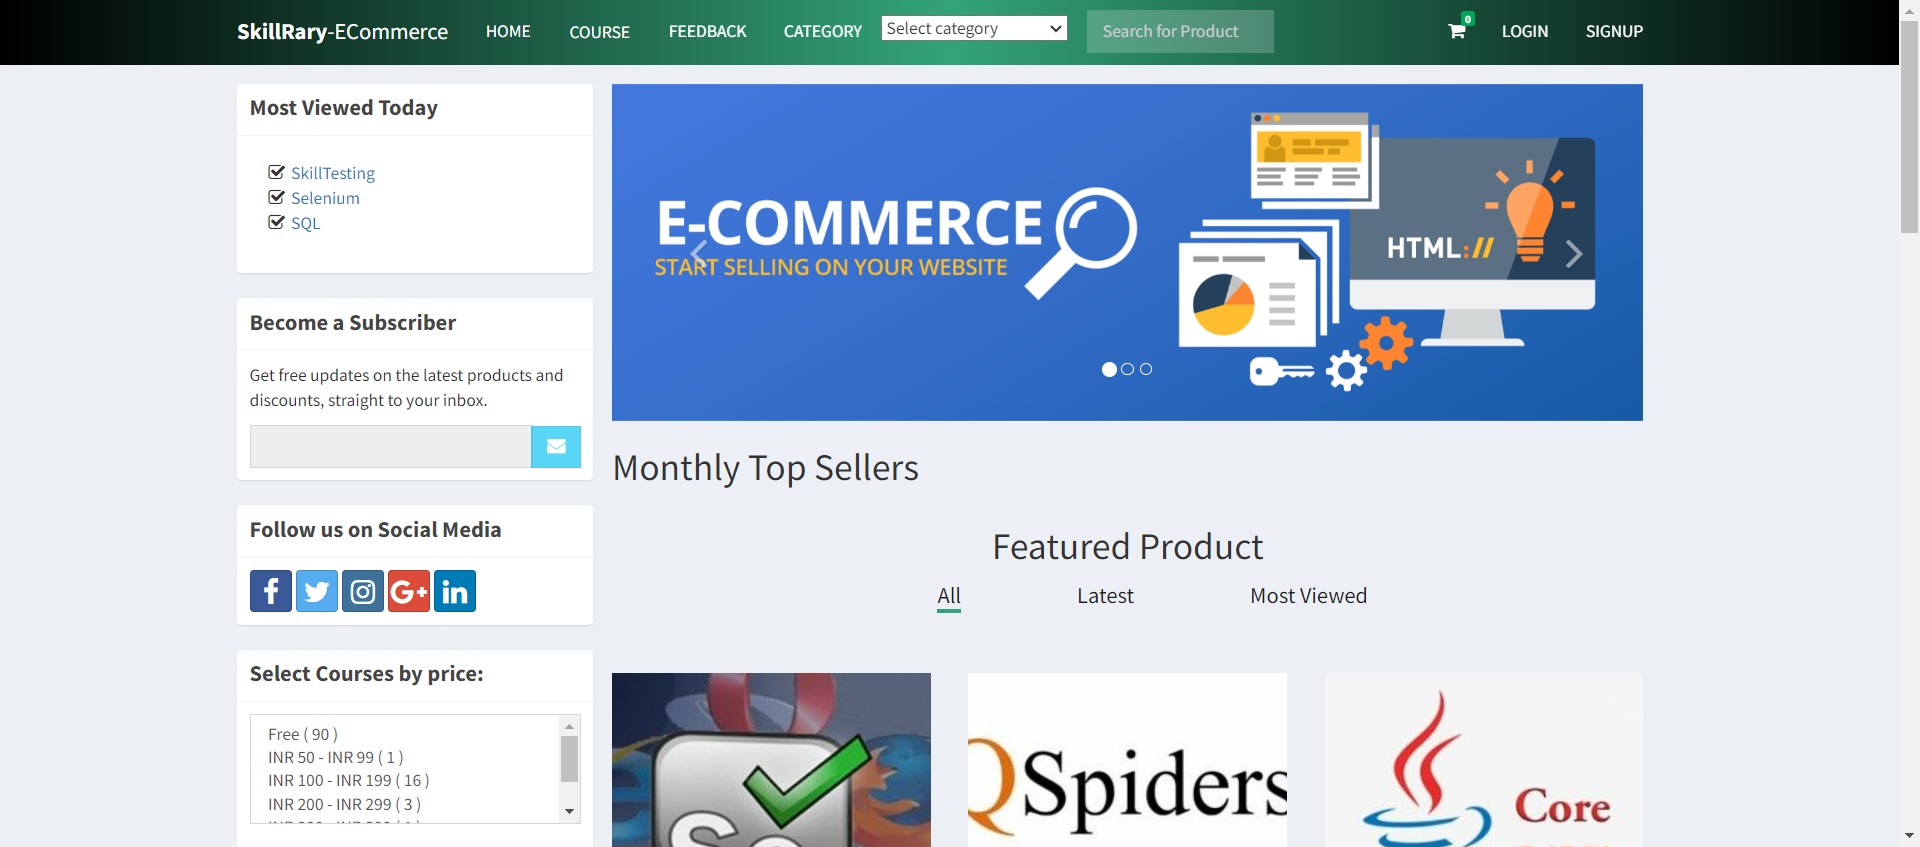 SkillRary-ECommerce HOME COURSE FEEDBACK CATEGORY Select category Search for Product 0 LOGIN SIGNUP
Most Viewed Today
SkillTesting
Selenium
SQL
Become a Subscriber
Get free updates on the latest products and
discounts, straight to your inbox.
Follow us on Social Media
Select Courses by price:
Free ( 90 )
INR 50 - INR 99 ( 1 )
INR 100 - INR 199 ( 16 )
INR 200 - INR 299 ( 3 )
E-COMMERCE
START SELLING ON YOUR WEBSITE
HTML://
Monthly Top Sellers
Featured Product
All Latest Most Viewed
Se
QSpiders
Core